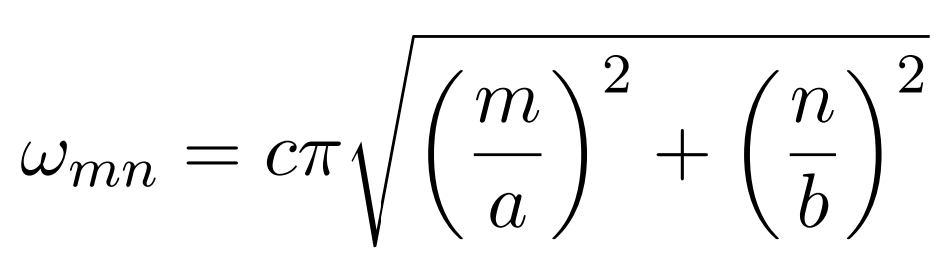 ω_{mn} = cπ√((m/a)² + (n/b)²)